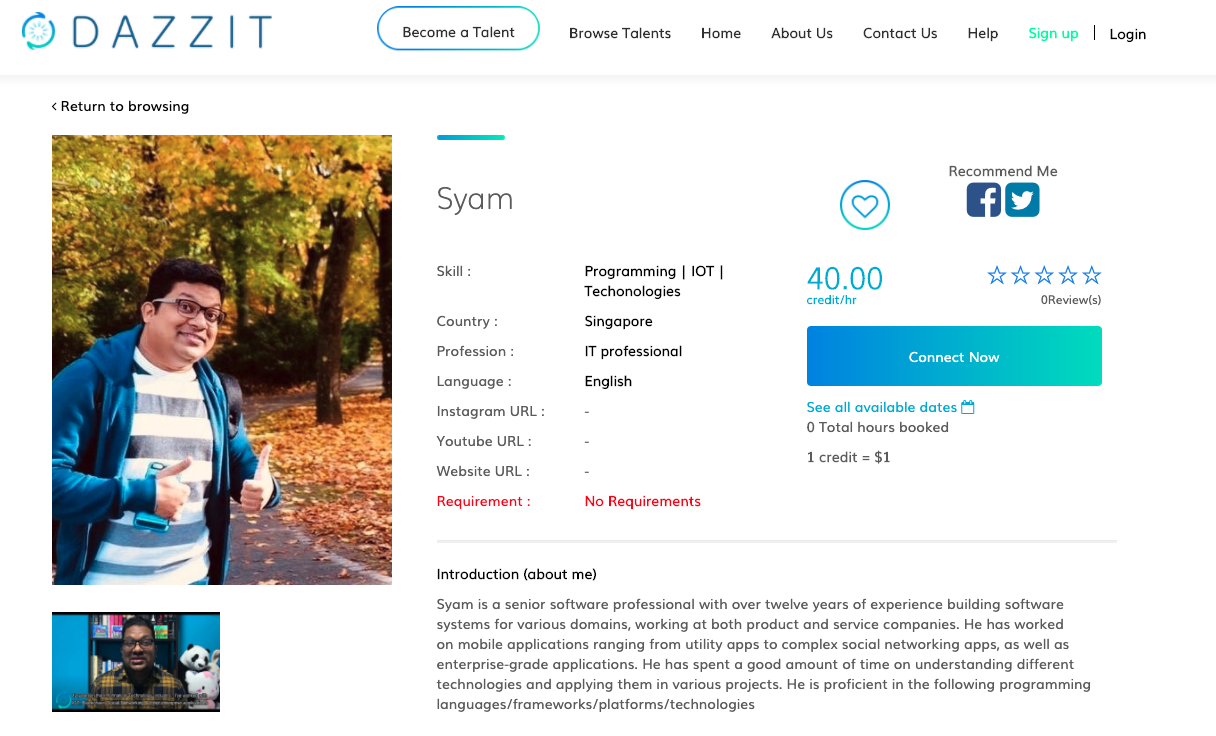 DAZZIT
Become a Talent
Browse Talents
Home
About Us
Contact Us
Help
Sign up
Login
‹ Return to browsing
Syam
Recommend Me
Skill :
Programming | IOT |
Techonologies
Country :
Singapore
Profession :
IT professional
Language :
English
Instagram URL :
-
Youtube URL :
-
Website URL :
-
Requirement :
No Requirements
40.00
credit/hr
0Review(s)
Connect Now
See all available dates
0 Total hours booked
1 credit = $1
Introduction (about me)
Syam is a senior software professional with over twelve years of experience building software
systems for various domains, working at both product and service companies. He has worked
on mobile applications ranging from utility apps to complex social networking apps, as well as
enterprise-grade applications. He has spent a good amount of time on understanding different
technologies and applying them in various projects. He is proficient in the following programming
languages/frameworks/platforms/technologies